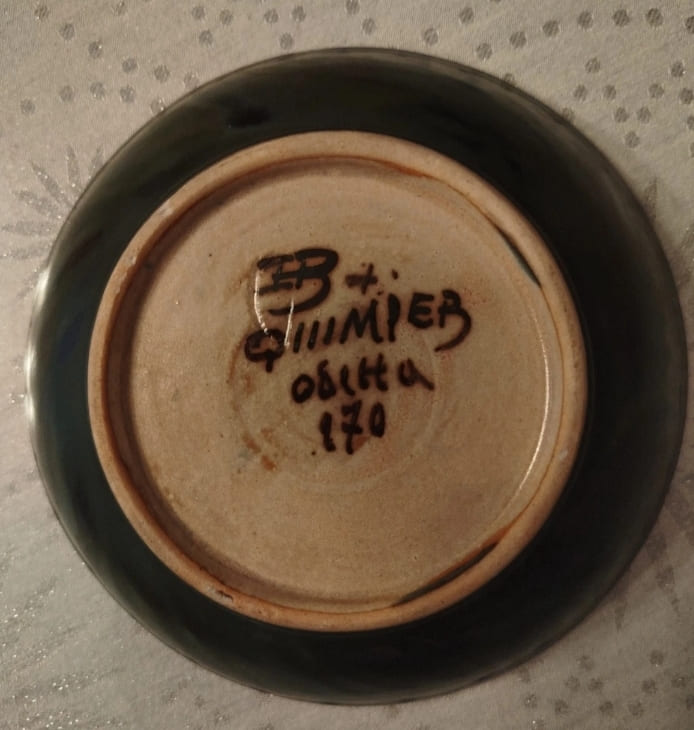 HB +.
QUIMPER
odetta
170